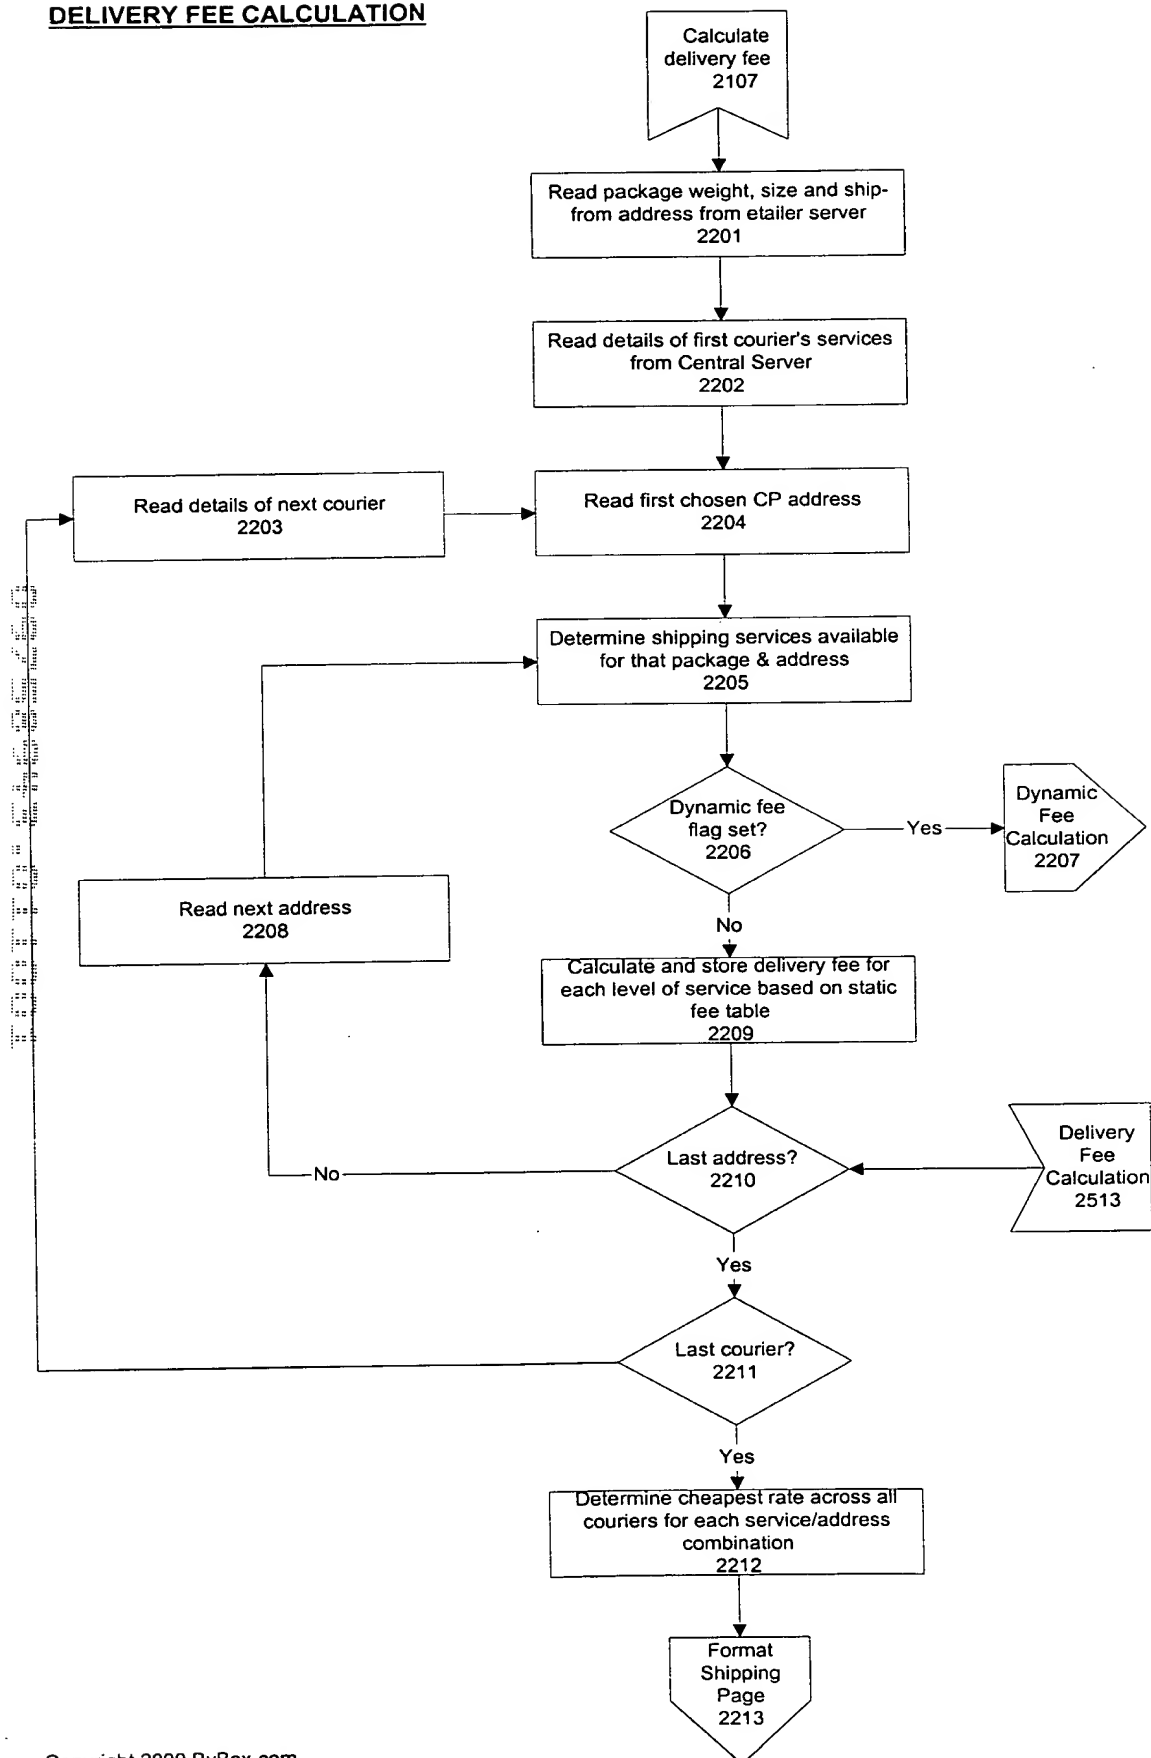 DELIVERY FEE CALCULATION
Calculate
delivery fee
2107
Read package weight, size and ship-
from address from etailer server
2201
Read details of first courier's services
from Central Server
2202
Read details of next courier
2203
Read first chosen CP address
2204
Determine shipping services available
for that package & address
2205
Dynamic fee
flag set?
2206
Yes
Dynamic
Fee
Calculation
2207
Read next address
2208
No
Calculate and store delivery fee for
each level of service based on static
fee table
2209
Last address?
2210
No
Delivery
Fee
Calculation
2513
Yes
Last courier?
2211
Yes
Determine cheapest rate across all
couriers for each service/address
combination
2212
Format
Shipping
Page
2213